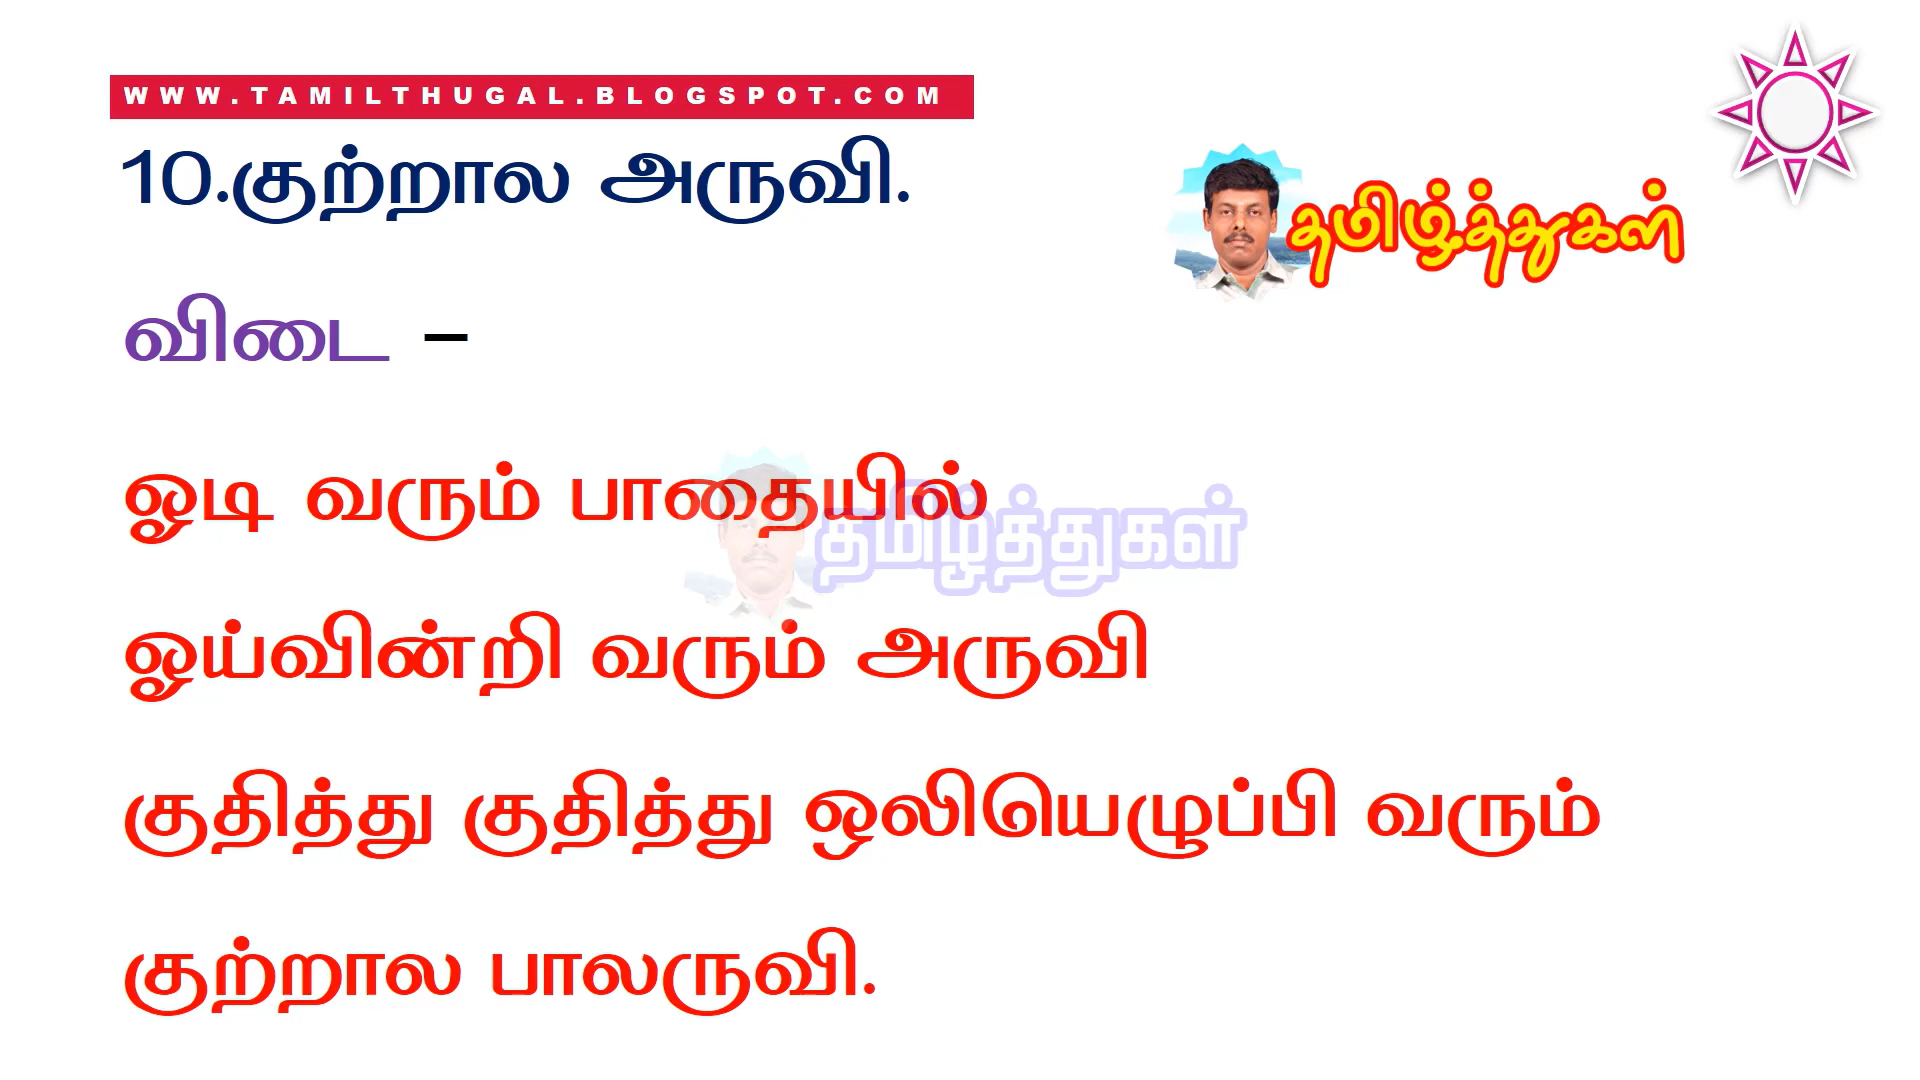 WWW.TAMILTHUGAL.BLOGSPOT.COM
10.குற்றால அருவி.
தமிழ்த்துகள்
விடை –
ஓடி வரும் பாதையில்
தமிழ்த்துகள்
ஓய்வின்றி வரும் அருவி
குதித்து குதித்து ஒலியெழுப்பி வரும்
குற்றால பாலருவி.